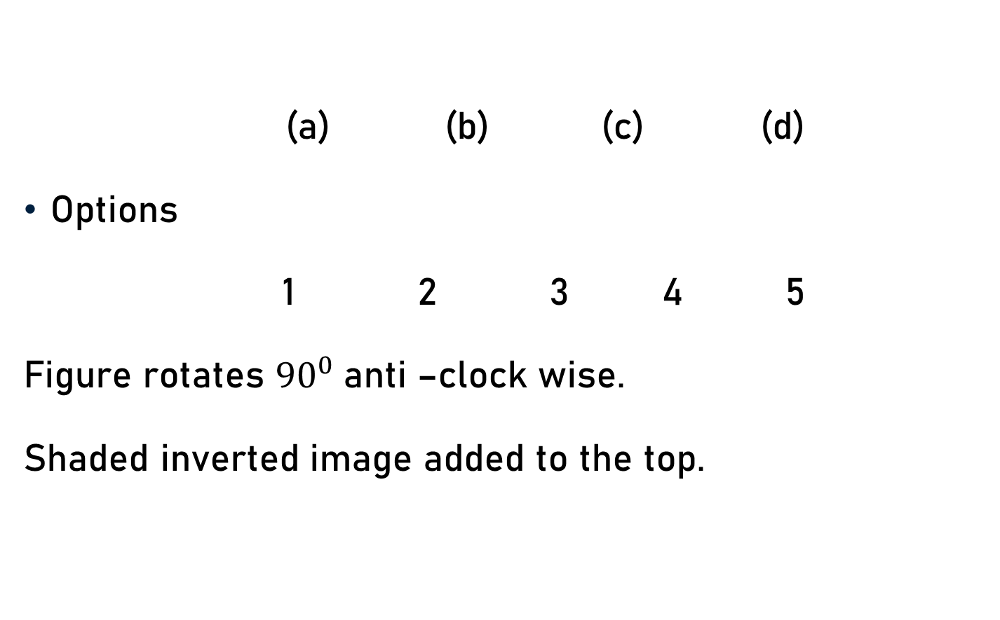 (a) (b) (c) (d)
• Options
1 2 3 4 5
Figure rotates 90⁰ anti –clock wise.
Shaded inverted image added to the top.